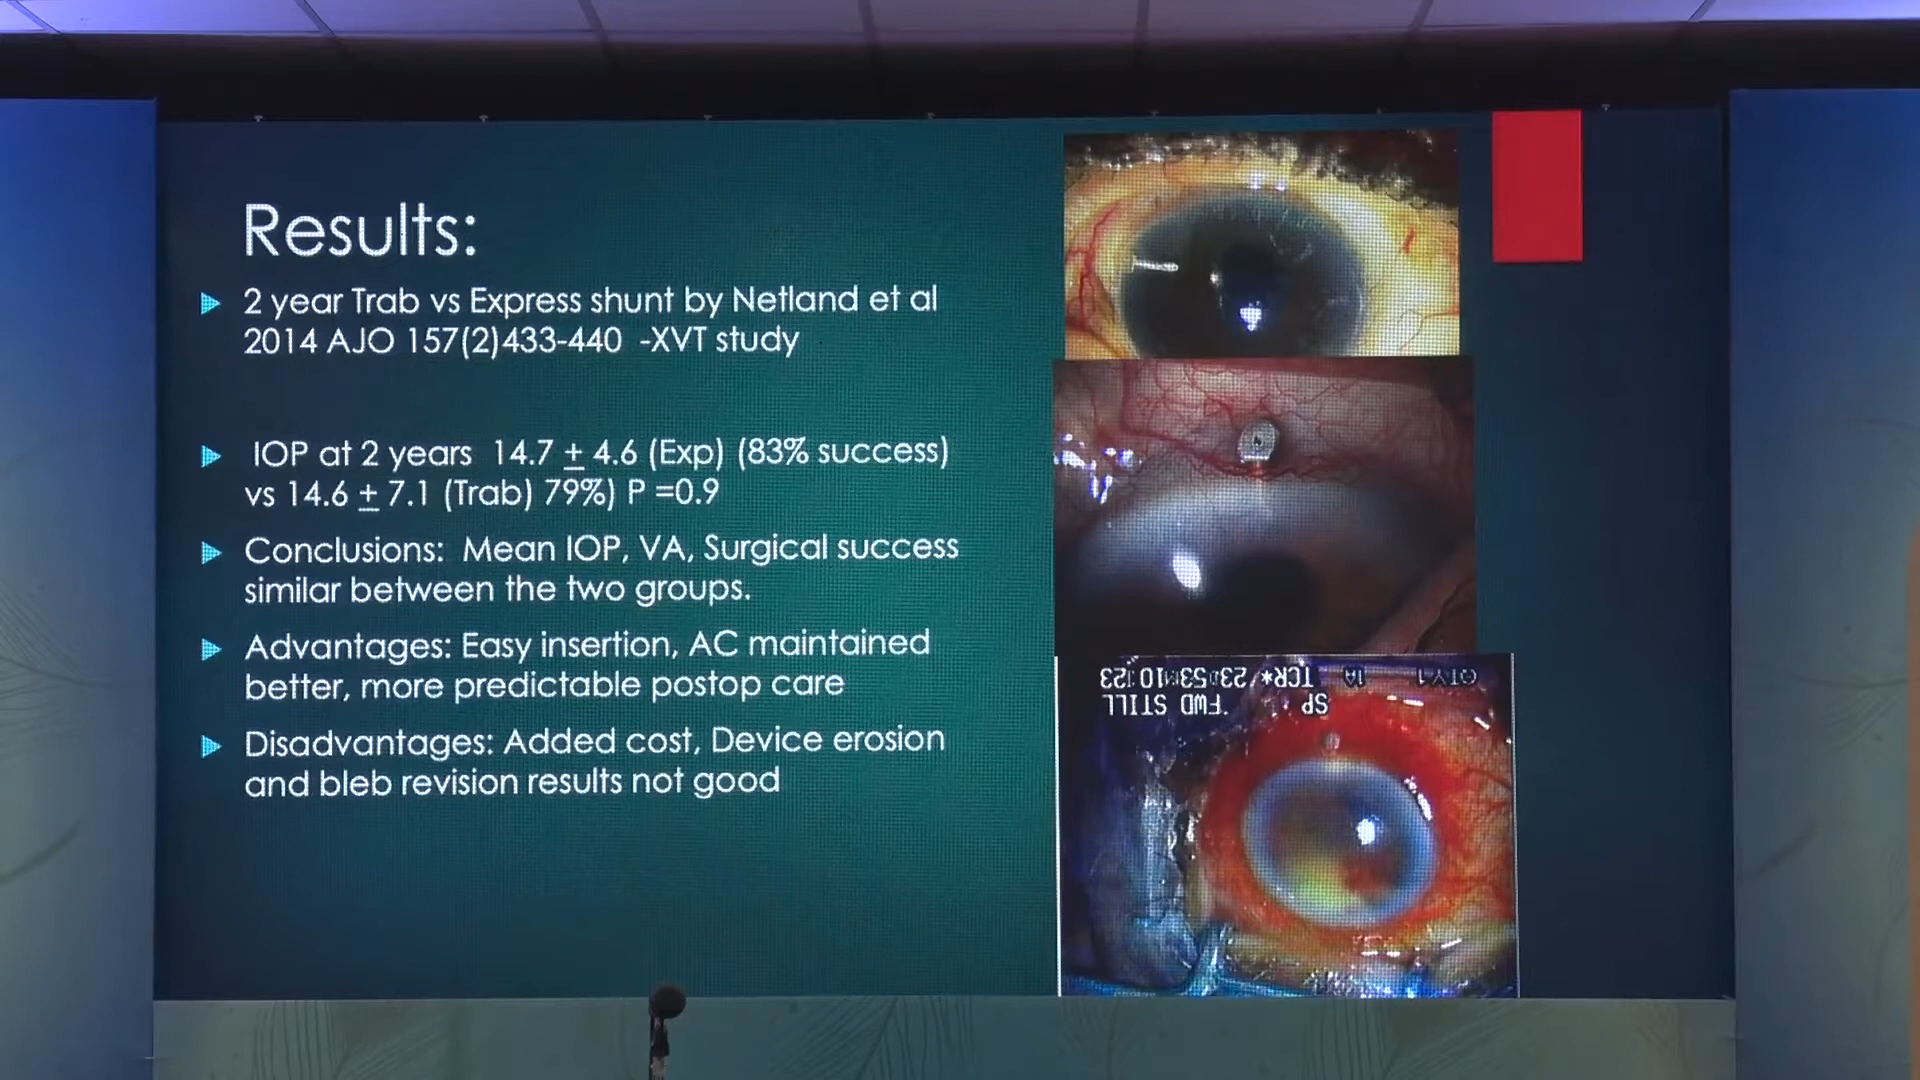 Results:
2 year Trab vs Express shunt by Netland et al
2014 AJO 157(2)433-440 -XVT study
IOP at 2 years 14.7 ± 4.6 (Exp) (83% success)
vs 14.6 ± 7.1 (Trab) 79%) P =0.9
Conclusions: Mean IOP, VA, Surgical success
similar between the two groups.
Advantages: Easy insertion, AC maintained
better, more predictable postop care
Disadvantages: Added cost, Device erosion
and bleb revision results not good
SP FWD STILL